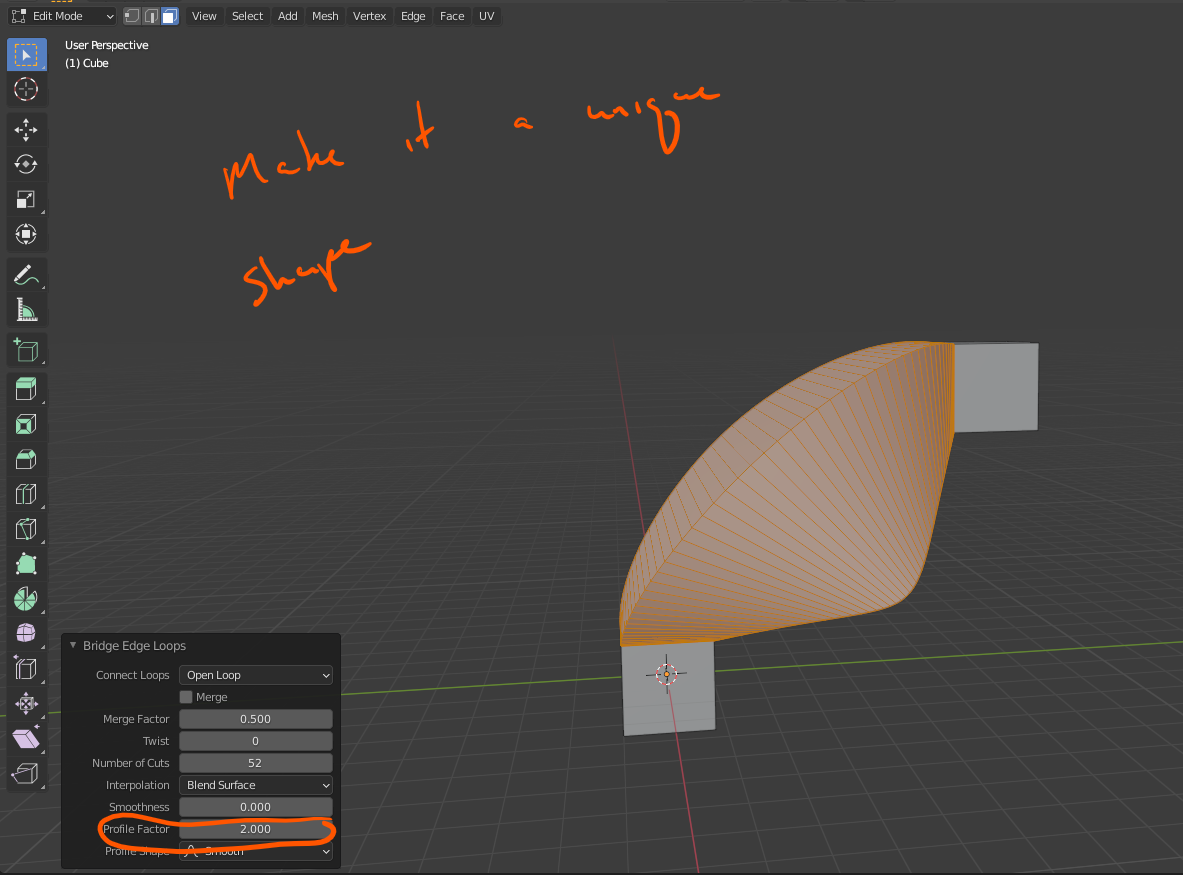 Edit Mode View Select Add Mesh Vertex Edge Face UV
User Perspective
(1) Cube
Make it a unique
shape
Bridge Edge Loops
Connect Loops Open Loop
Merge
Merge Factor 0.500
Twist 0
Number of Cuts 52
Interpolation Blend Surface
Smoothness 0.000
Profile Factor 2.000
Profile Shape Smooth